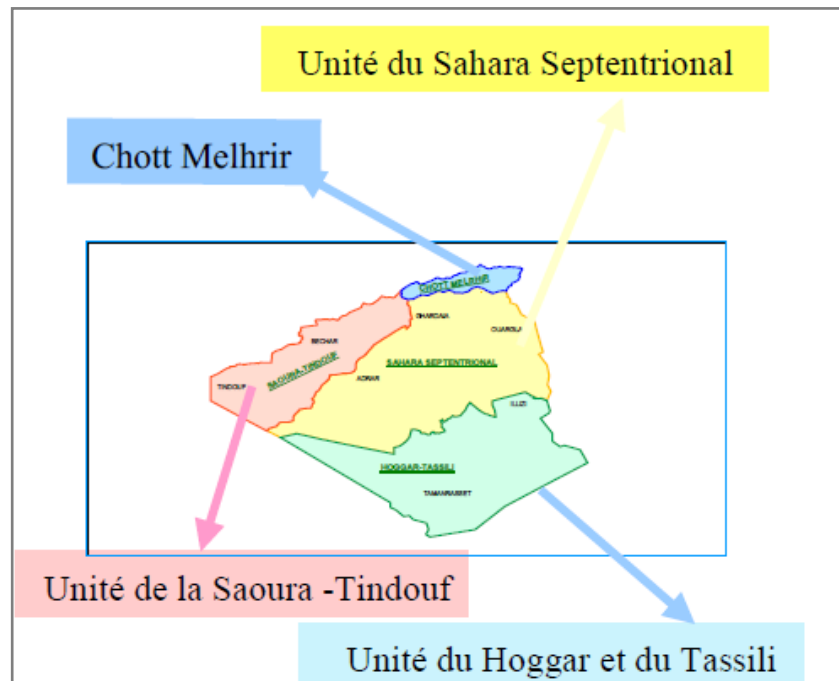 Unité du Sahara Septentrional
Chott Melhrir
CHOTT MELRHIR
GHARDAIA
OUARGLA
BECHAR
SAHARA SEPTENTRIONAL
SAOURA-TINDOUF
ADRAR
TINDOUF
ILLIZI
HOGGAR-TASSILI
TAMANRASSET
Unité de la Saoura -Tindouf
Unité du Hoggar et du Tassili